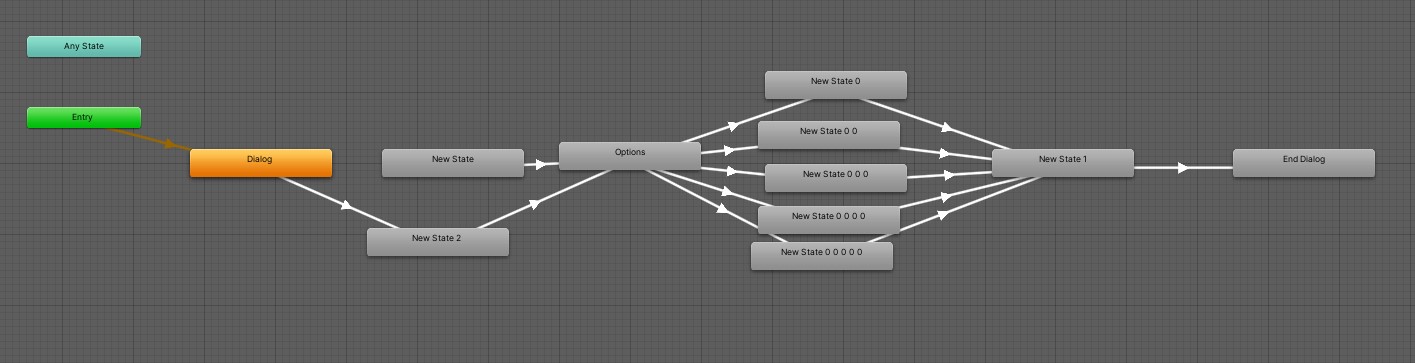 Any State
Entry
Dialog
New State
New State 2
Options
New State 0
New State 0 0
New State 0 0 0
New State 0 0 0 0
New State 0 0 0 0 0
New State 1
End Dialog